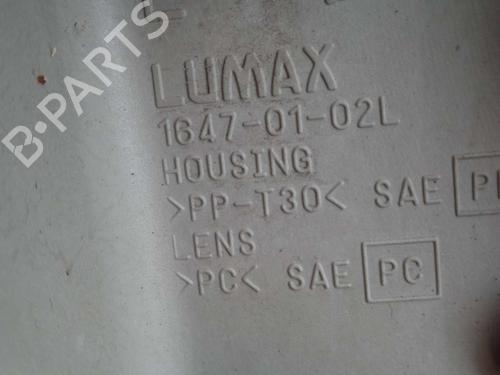 LUMAX
1647-01-02L
HOUSING
>PP-T30< SAE
LENS
>PC< SAE PC
B-PARTS